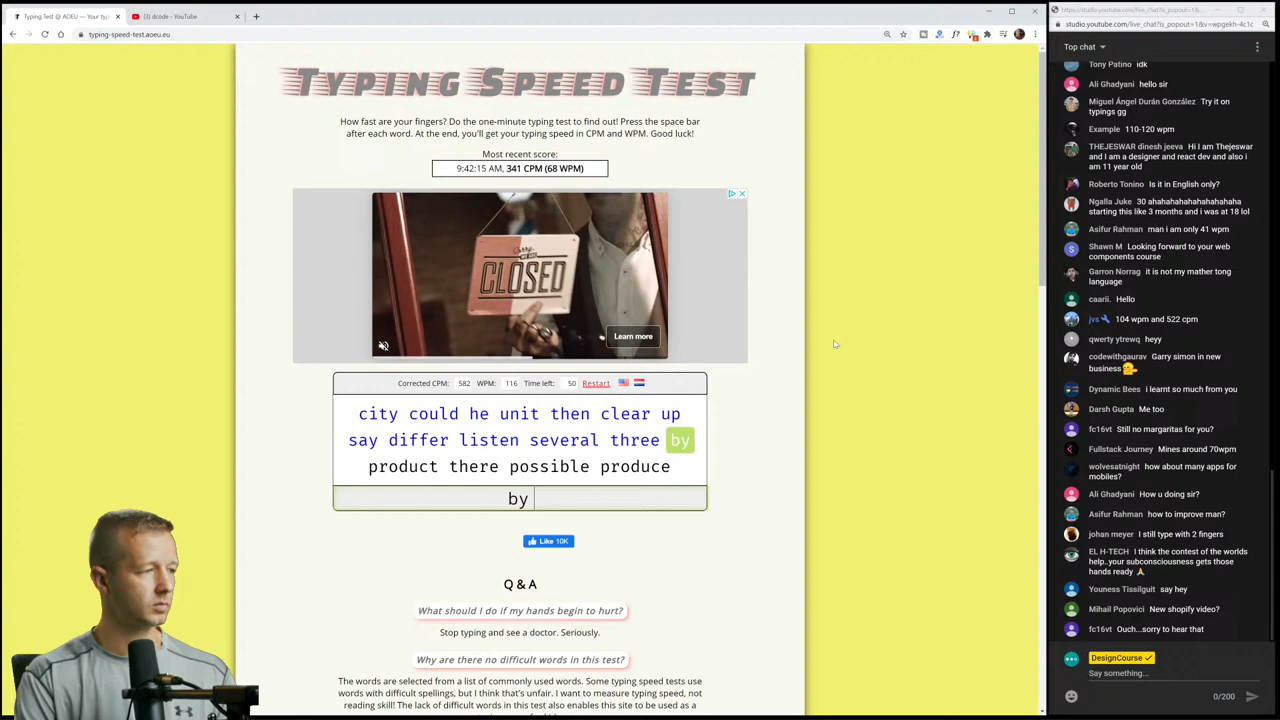 Typing Test @ AOEU — Your ty
(3) dcode - YouTube
typing-speed-test.aoeu.eu
Typing Speed Test
How fast are your fingers? Do the one-minute typing test to find out! Press the space bar
after each word. At the end, you'll get your typing speed in CPM and WPM. Good luck!
Most recent score:
9:42:15 AM, 341 CPM (68 WPM)
CLOSED
Learn more
Corrected CPM: 582 WPM: 116 Time left: 50 Restart
city could he unit then clear up
say differ listen several three by
product there possible produce
by
Like 10K
Q & A
What should I do if my hands begin to hurt?
Stop typing and see a doctor. Seriously.
Why are there no difficult words in this test?
The words are selected from a list of commonly used words. Some typing speed tests use
words with difficult spellings, but I think that's unfair. I want to measure typing speed, not
reading skill! The lack of difficult words in this test also enables this site to be used as a
https://studio.youtube.com/live_chat?is_popout=1&
studio.youtube.com/live_chat?is_popout=1&v=wpgekh-4c1c
Top chat
Tony Patino idk
Ali Ghadyani hello sir
Miguel Ángel Durán González Try it on
typings gg
Example 110-120 wpm
THEJESWAR dinesh jeeva Hi I am Thejeswar
and I am a designer and react dev and also i
am 11 year old
Roberto Tonino Is it in English only?
Ngalla Juke 30 ahahahahahahahahahaha
starting this like 3 months and i was at 18 lol
Asifur Rahman man i am only 41 wpm
Shawn M Looking forward to your web
components course
Garron Norrag it is not my mather tong
language
caarii. Hello
jvs 104 wpm and 522 cpm
qwerty ytrewq heyy
codewithgaurav Garry simon in new
business
Dynamic Bees i learnt so much from you
Darsh Gupta Me too
fc16vt Still no margaritas for you?
Fullstack Journey Mines around 70wpm
wolvesatnight how about many apps for
mobiles?
Ali Ghadyani How u doing sir?
Asifur Rahman how to improve man?
johan meyer I still type with 2 fingers
EL H-TECH I think the contest of the worlds
help..your subconsciousness gets those
hands ready
Youness Tissilguit say hey
Mihail Popovici New shopify video?
fc16vt Ouch...sorry to hear that
DesignCourse
Say something...
0/200